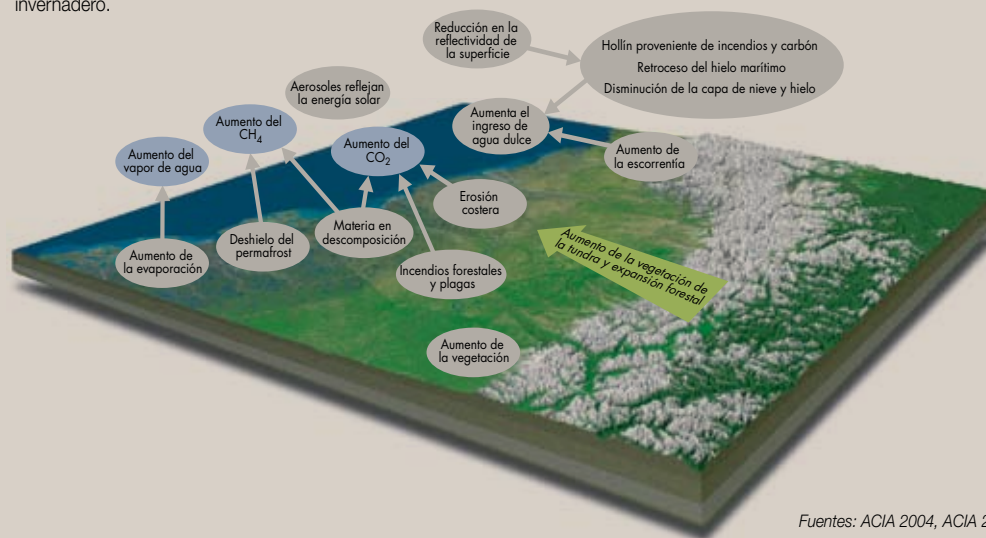 invernadero.
Reducción en la
reflectividad de
la superficie
Hollín proveniente de incendios y carbón
Retroceso del hielo marítimo
Disminución de la capa de nieve y hielo
Aerosoles reflejan
la energía solar
Aumento del
CH₄
Aumento del
CO₂
Aumenta el
ingreso de
agua dulce
Aumento del
vapor de agua
Aumento de
la escorrentía
Erosión
costera
Materia en
descomposición
Deshielo del
permafrost
Aumento de
la evaporación
Incendios forestales
y plagas
Aumento de la vegetación de
la tundra y expansión forestal
Aumento de
la vegetación
Fuentes: ACIA 2004, ACIA 2